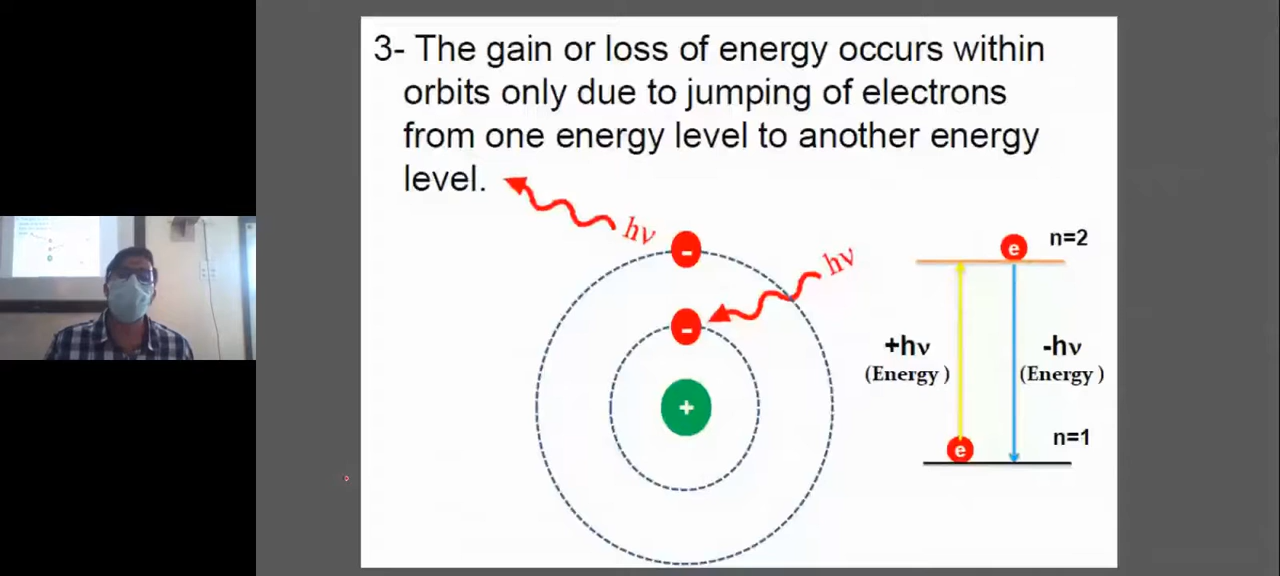 3- The gain or loss of energy occurs within
orbits only due to jumping of electrons
from one energy level to another energy
level.
hν
-
hν
-
+
e
n=2
+hν
(Energy )
-hν
(Energy )
n=1
e